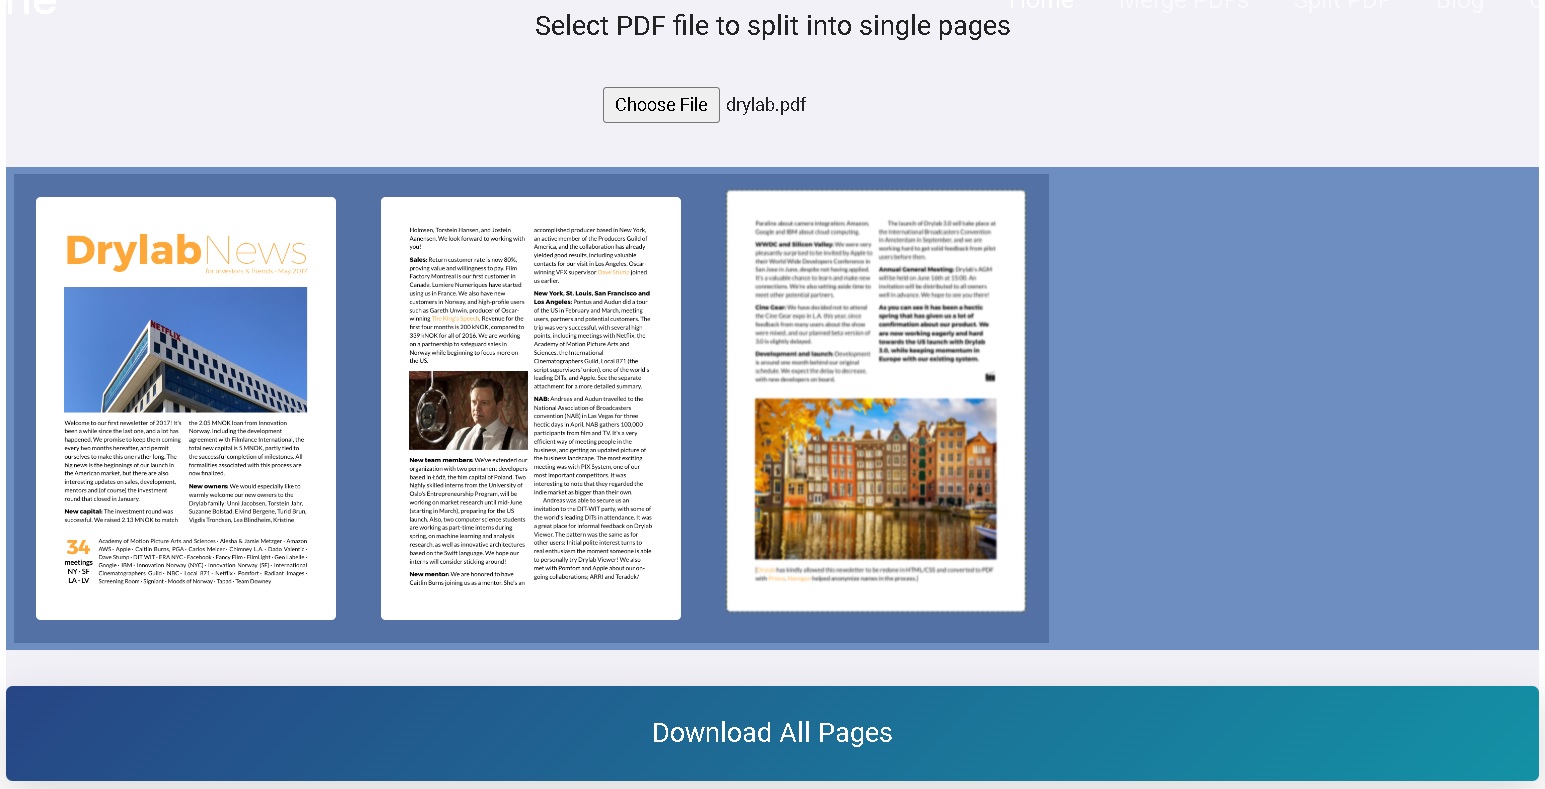 Home Merge PDFs Split PDF Blog
Select PDF file to split into single pages
Choose File drylab.pdf
DrylabNews
for investors & friends · May 2017
NETFLIX
Welcome to our first newsletter of 2017! It's
been a while since the last one, and a lot has
happened. We promise to keep them coming
every two months hereafter, and permit
ourselves to make this one rather long. The
big news is the beginnings of our launch in
the American market, but there are also
interesting updates on sales, development,
mentors and (of course) the investment
round that closed in January.
New capital: The investment round was
successful. We raised 2.13 MNOK to match
the 2.05 MNOK loan from Innovation
Norway. Including the development
agreement with Filmlance International, the
total new capital is 5 MNOK, partly tied to
the successful completion of milestones. All
formalities associated with this process are
now finalized.
New owners: We would especially like to
warmly welcome our new owners to the
Drylab family: Unni Jacobsen, Torstein Jahr,
Suzanne Bolstad, Eivind Bergene, Turid Brun,
Vigdis Trondsen, Lea Blindheim, Kristine
34
meetings
NY · SF
LA · LV
Academy of Motion Picture Arts and Sciences · Alesha & Jamie Metzger · Amazon
AWS · Apple · Caitlin Burns, PGA · Carlos Melcer · Chimney L.A. · Dado Valentic ·
Dave Stump · DIT WIT · ERA NYC · Facebook · Fancy Film · FilmLight · Geo Labelle ·
Google · IBM · Innovation Norway (NYC) · Innovation Norway (SF) · International
Cinematographers Guild · NBC · Local 871 · Netflix · Pomfort · Radiant Images ·
Screening Room · Signiant · Moods of Norway · Tapad · Team Downey
Holmsen, Torstein Hansen, and Jostein
Aanensen. We look forward to working with
you!
Sales: Return customer rate is now 80%,
proving value and willingness to pay. Film
Factory Montreal is our first customer in
Canada. Lumiere Numeriques have started
using us in France. We also have new
customers in Norway, and high-profile users
such as Gareth Unwin, producer of Oscar-
winning The King's Speech. Revenue for the
first four months is 200 kNOK, compared to
339 kNOK for all of 2016. We are working
on a partnership to safeguard sales in
Norway while beginning to focus more on
the US.
New team members: We've extended our
organization with two permanent developers
based in Łódź, the film capital of Poland. Two
highly skilled interns from the University of
Oslo's Entrepreneurship Program, will be
working on market research until mid-June
(starting in March), preparing for the US
launch. Also, two computer science students
are working as part-time interns during
spring, on machine learning and analysis
research, as well as innovative architectures
based on the Swift language. We hope our
interns will consider sticking around!
New mentor: We are honored to have
Caitlin Burns joining us as a mentor. She's an
accomplished producer based in New York,
an active member of the Producers Guild of
America, and the collaboration has already
yielded good results, including valuable
contacts for our visit in Los Angeles. Oscar
winning VFX supervisor Dave Stump joined
us earlier.
New York, St. Louis, San Francisco and
Los Angeles: Pontus and Audun did a tour
of the US in February and March, meeting
users, partners and potential customers. The
trip was very successful, with several high
points, including meetings with Netflix, the
Academy of Motion Picture Arts and
Sciences, the International
Cinematographers Guild, Local 871 (the
script supervisors' union), one of the world's
leading DITs, and Apple. See the separate
attachment for a more detailed summary.
NAB: Andreas and Audun travelled to the
National Association of Broadcasters
convention (NAB) in Las Vegas for three
hectic days in April. NAB gathers 100,000
participants from film and TV. It's a very
efficient way of meeting people in the
business, and getting an updated picture of
the business landscape. The most exciting
meeting was with PIX System, one of our
most important competitors. It was
interesting to note that they regarded the
indie market as bigger than their own.
Andreas was able to secure us an
invitation to the DIT-WIT party, with some of
the world's leading DITs in attendance. It was
a great place for informal feedback on Drylab
Viewer. The pattern was the same as for
other users: Initial polite interest turns to
real enthusiasm the moment someone is able
to personally try Drylab Viewer! We also
met with Pomfort and Apple about our on-
going collaborations; ARRI and Teradek/
Paralinx about camera integration; Amazon,
Google and IBM about cloud computing.
WWDC and Silicon Valley: We were very
pleasantly surprised to be invited by Apple to
their World Wide Developers Conference in
San Jose in June, despite not having applied.
It's a valuable chance to learn and make new
connections. We're also setting aside time to
meet other potential partners.
Cine Gear: We have decided not to attend
the Cine Gear expo in L.A. this year, since
feedback from many users about the show
were mixed, and our planned beta version of
3.0 is slightly delayed.
Development and launch: Development
is around one month behind our original
schedule. We expect the delay to decrease,
with new developers on board.
The launch of Drylab 3.0 will take place at
the International Broadcasters Convention
in Amsterdam in September, and we are
working hard to get solid feedback from pilot
users before then.
Annual General Meeting: Drylab's AGM
will be held on June 16th at 15:00. An
invitation will be distributed to all owners
well in advance. We hope to see you there!
As you can see it has been a hectic
spring that has given us a lot of
confirmation about our product. We
are now working eagerly and hard
towards the US launch with Drylab
3.0, while keeping momentum in
Europe with our existing system.
[Drylab has kindly allowed this newsletter to be redone in HTML/CSS and converted to PDF
with Prince. Namegen helped anonymize names in the process.]
Download All Pages